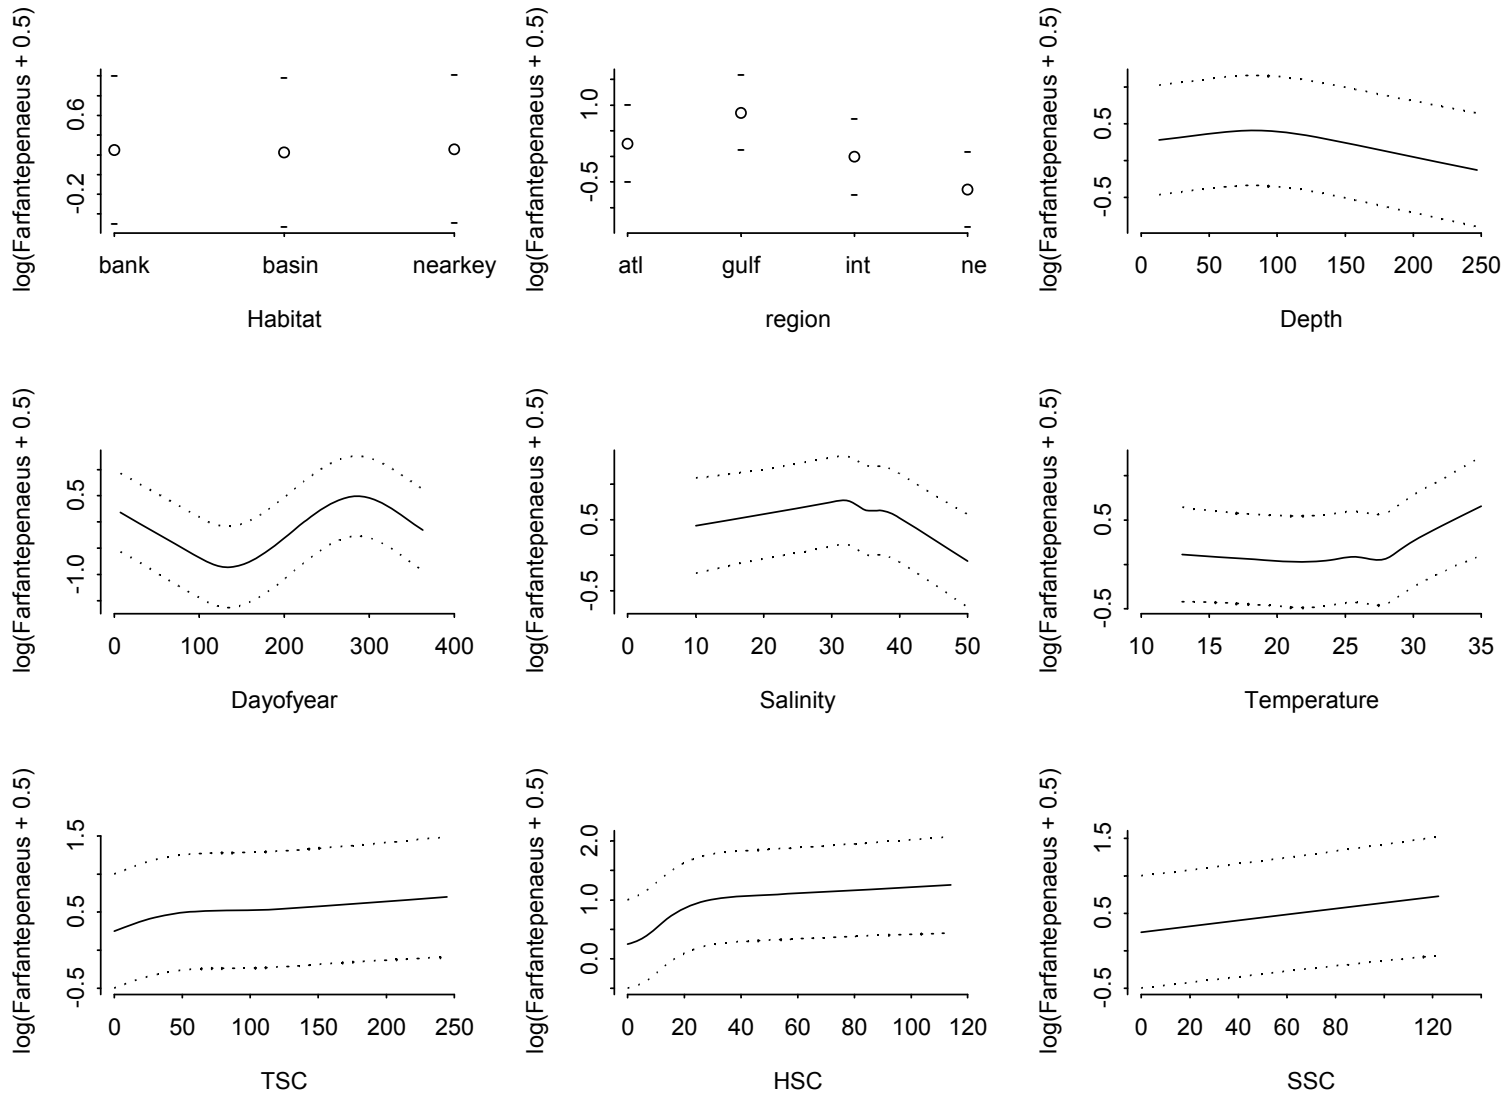 log(Farfantepenaeus + 0.5)
0.6
-0.2
bank basin nearkey
Habitat
log(Farfantepenaeus + 0.5)
1.0
-0.5
atl gulf int ne
region
log(Farfantepenaeus + 0.5)
0.5
-0.5
0 50 100 150 200 250
Depth
log(Farfantepenaeus + 0.5)
0.5
-1.0
0 100 200 300 400
Dayofyear
log(Farfantepenaeus + 0.5)
0.5
-0.5
0 10 20 30 40 50
Salinity
log(Farfantepenaeus + 0.5)
0.5
-0.5
10 15 20 25 30 35
Temperature
log(Farfantepenaeus + 0.5)
1.5
0.5
-0.5
0 50 100 150 200 250
TSC
log(Farfantepenaeus + 0.5)
2.0
1.0
0.0
0 20 40 60 80 100 120
HSC
log(Farfantepenaeus + 0.5)
1.5
0.5
-0.5
0 20 40 60 80 120
SSC